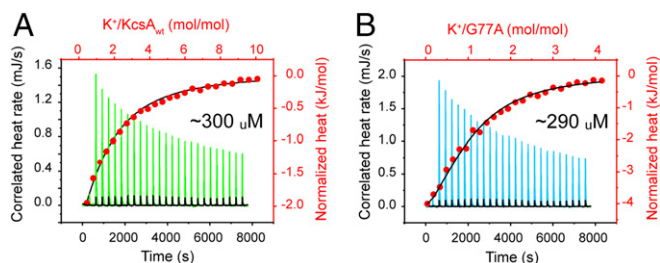 A
K⁺/KcsAwt (mol/mol)
0 2 4 6 8 10
Correlated heat rate (mJ/s)
1.6
1.2
0.8
0.4
0.0
~300 uM
0.0
-0.5
-1.0
-1.5
-2.0
Normalized heat (kJ/mol)
0 2000 4000 6000 8000
Time (s)
B
K⁺/G77A (mol/mol)
0 1 2 3 4
Correlated heat rate (mJ/s)
2.0
1.5
1.0
0.5
0.0
~290 uM
0
-1
-2
-3
-4
Normalized heat (kJ/mol)
0 2000 4000 6000 8000
Time (s)